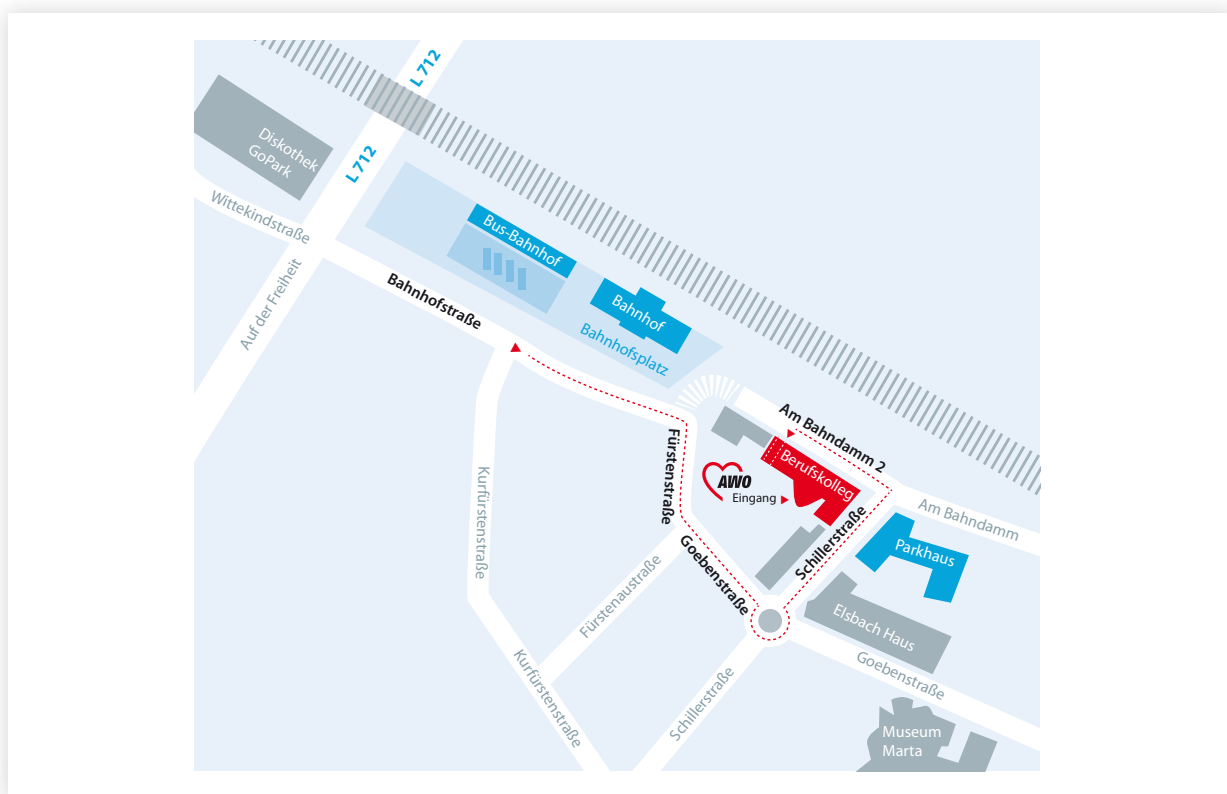 L 712
L 712
Diskothek
GoPark
Wittekindstraße
Auf der Freiheit
Bus-Bahnhof
Bahnhof
Bahnhofsplatz
Bahnhofstraße
Am Bahndamm 2
Fürstenstraße
Berufskolleg
AWO
Eingang
Kurfürstenstraße
Goebenstraße
Schillerstraße
Am Bahndamm
Parkhaus
Fürstenaustraße
Elsbach Haus
Kurfürstenstraße
Schillerstraße
Goebenstraße
Museum
Marta